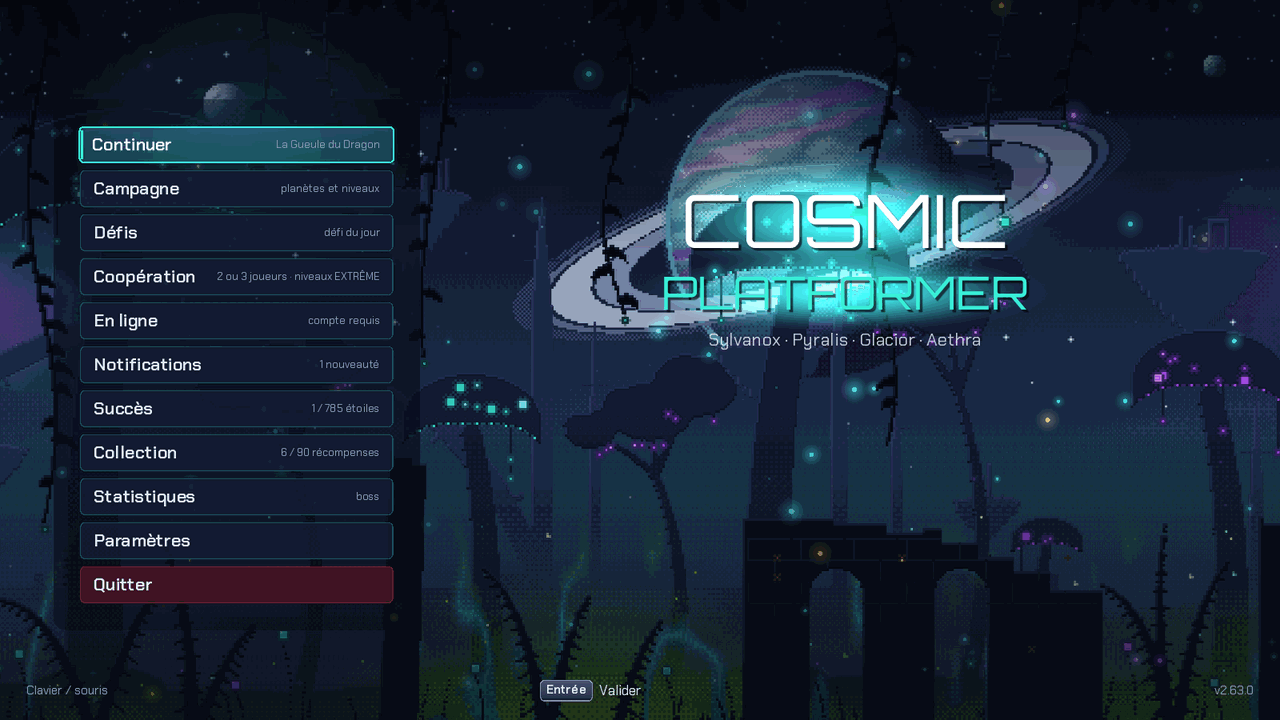 COSMIC
PLATFORMER
Sylvanox · Pyralis · Glacior · Aethra
Continuer La Gueule du Dragon
Campagne planètes et niveaux
Défis défi du jour
Coopération 2 ou 3 joueurs · niveaux EXTRÊME
En ligne compte requis
Notifications 1 nouveauté
Succès 1 / 785 étoiles
Collection 6 / 90 récompenses
Statistiques boss
Paramètres
Quitter
Clavier / souris
Entrée Valider
v2.63.0